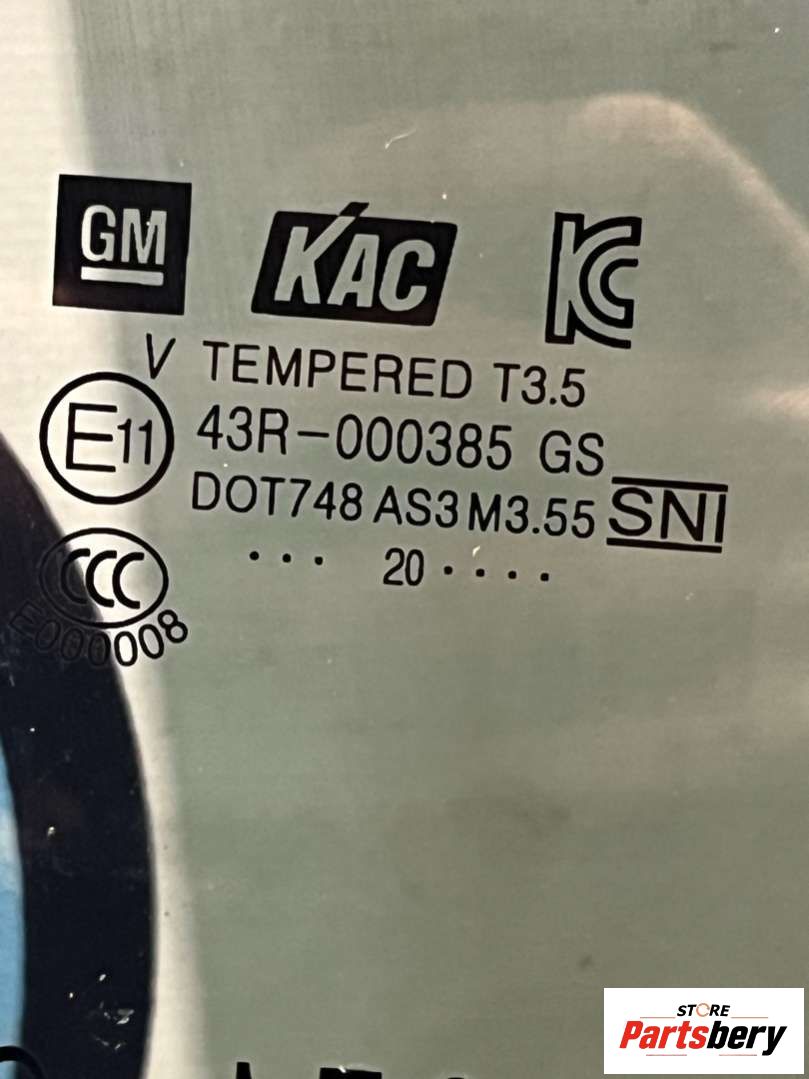 GM KAC KC
V TEMPERED T3.5
E11 43R-000385 GS
DOT748 AS3 M3.55 SNI
CCC ··· 20 ····
E000008
STORE
Partsbery